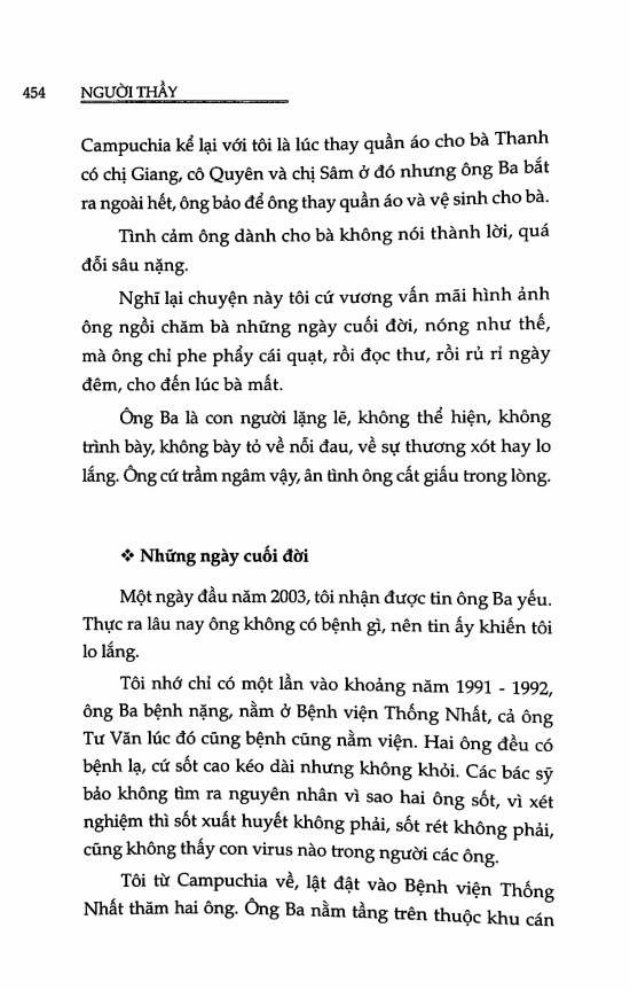 454 NGƯỜI THẦY
Campuchia kể lại với tôi là lúc thay quần áo cho bà Thanh
có chị Giang, cô Quyên và chị Sâm ở đó nhưng ông Ba bắt
ra ngoài hết, ông bảo để ông thay quần áo và vệ sinh cho bà.
Tình cảm ông dành cho bà không nói thành lời, quá
đỗi sâu nặng.
Nghĩ lại chuyện này tôi cứ vương vấn mãi hình ảnh
ông ngồi chăm bà những ngày cuối đời, nóng như thế,
mà ông chỉ phe phẩy cái quạt, rồi đọc thư, rồi rủ rỉ ngày
đêm, cho đến lúc bà mất.
Ông Ba là con người lặng lẽ, không thể hiện, không
trình bày, không bày tỏ về nỗi đau, về sự thương xót hay lo
lắng. Ông cứ trầm ngâm vậy, ân tình ông cất giấu trong lòng.
❖ Những ngày cuối đời
Một ngày đầu năm 2003, tôi nhận được tin ông Ba yếu.
Thực ra lâu nay ông không có bệnh gì, nên tin ấy khiến tôi
lo lắng.
Tôi nhớ chỉ có một lần vào khoảng năm 1991 - 1992,
ông Ba bệnh nặng, nằm ở Bệnh viện Thống Nhất, cả ông
Tư Văn lúc đó cũng bệnh cũng nằm viện. Hai ông đều có
bệnh lạ, cứ sốt cao kéo dài nhưng không khỏi. Các bác sỹ
bảo không tìm ra nguyên nhân vì sao hai ông sốt, vì xét
nghiệm thì sốt xuất huyết không phải, sốt rét không phải,
cũng không thấy con virus nào trong người các ông.
Tôi từ Campuchia về, lật đật vào Bệnh viện Thống
Nhất thăm hai ông. Ông Ba nằm tầng trên thuộc khu cán